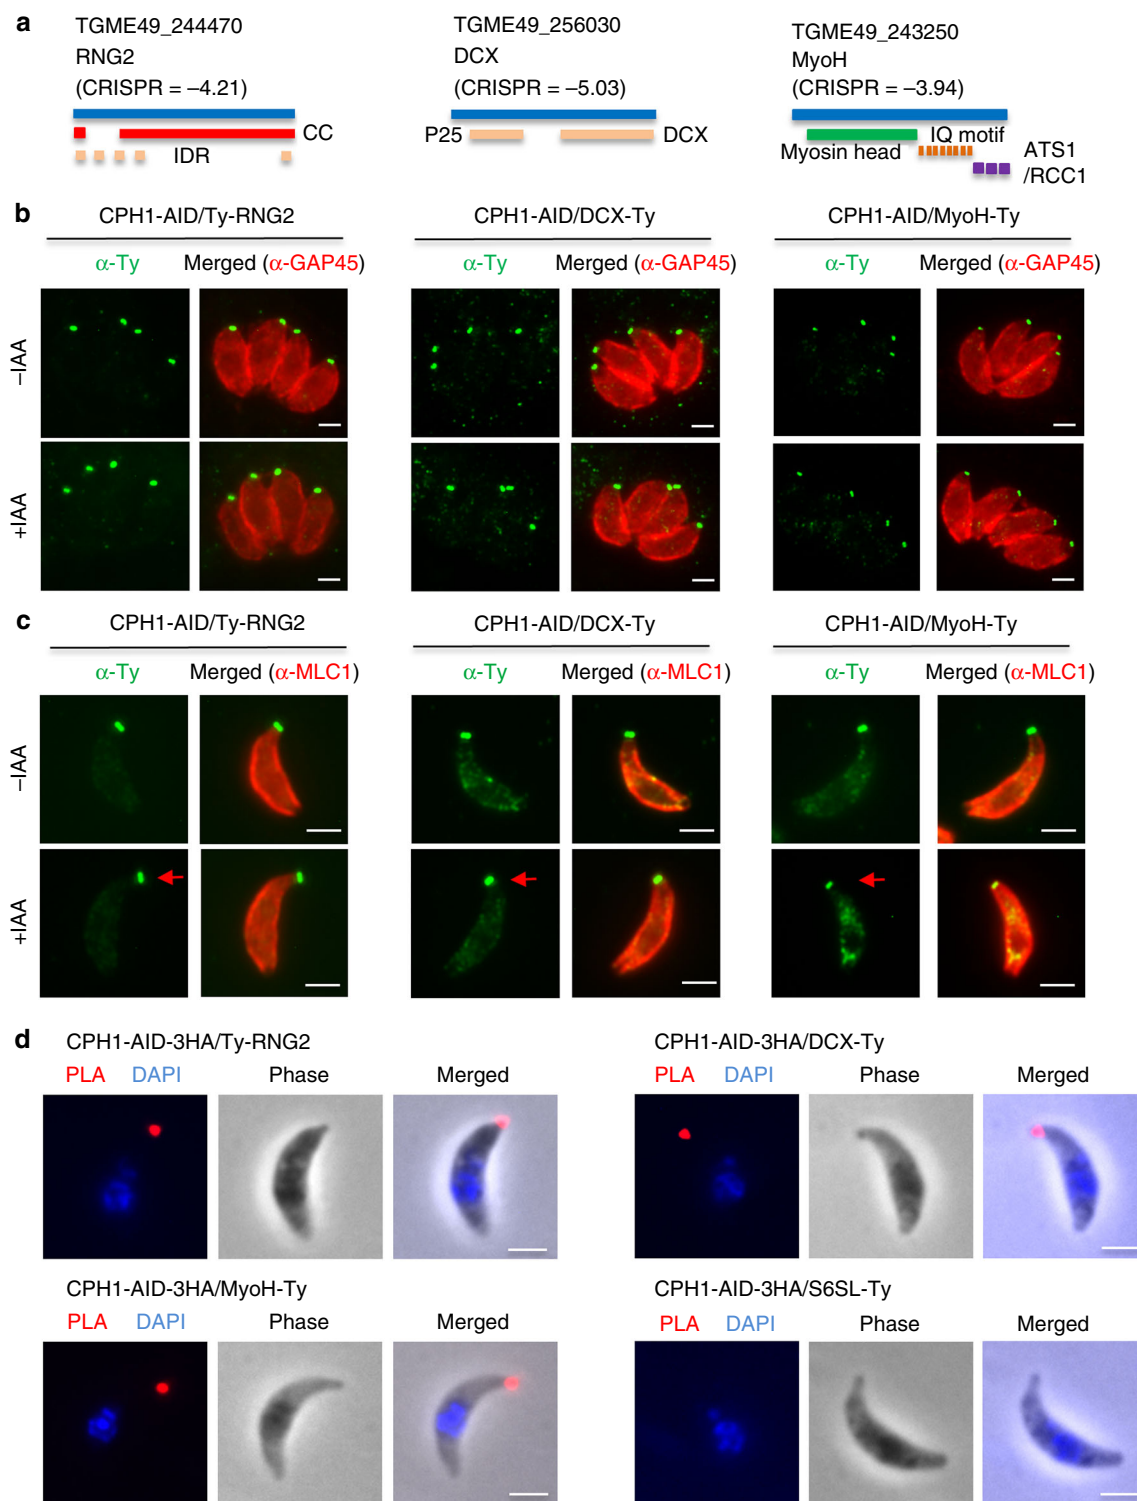 a
TGME49_244470
RNG2
(CRISPR = –4.21)
CC
IDR
TGME49_256030
DCX
(CRISPR = –5.03)
P25
DCX
TGME49_243250
MyoH
(CRISPR = –3.94)
IQ motif
Myosin head
ATS1
/RCC1
b
CPH1-AID/Ty-RNG2
CPH1-AID/DCX-Ty
CPH1-AID/MyoH-Ty
α-Ty
Merged (α-GAP45)
α-Ty
Merged (α-GAP45)
α-Ty
Merged (α-GAP45)
–IAA
+IAA
c
CPH1-AID/Ty-RNG2
CPH1-AID/DCX-Ty
CPH1-AID/MyoH-Ty
α-Ty
Merged (α-MLC1)
α-Ty
Merged (α-MLC1)
α-Ty
Merged (α-MLC1)
–IAA
+IAA
d
CPH1-AID-3HA/Ty-RNG2
PLA DAPI
Phase
Merged
CPH1-AID-3HA/DCX-Ty
PLA DAPI
Phase
Merged
CPH1-AID-3HA/MyoH-Ty
PLA DAPI
Phase
Merged
CPH1-AID-3HA/S6SL-Ty
PLA DAPI
Phase
Merged